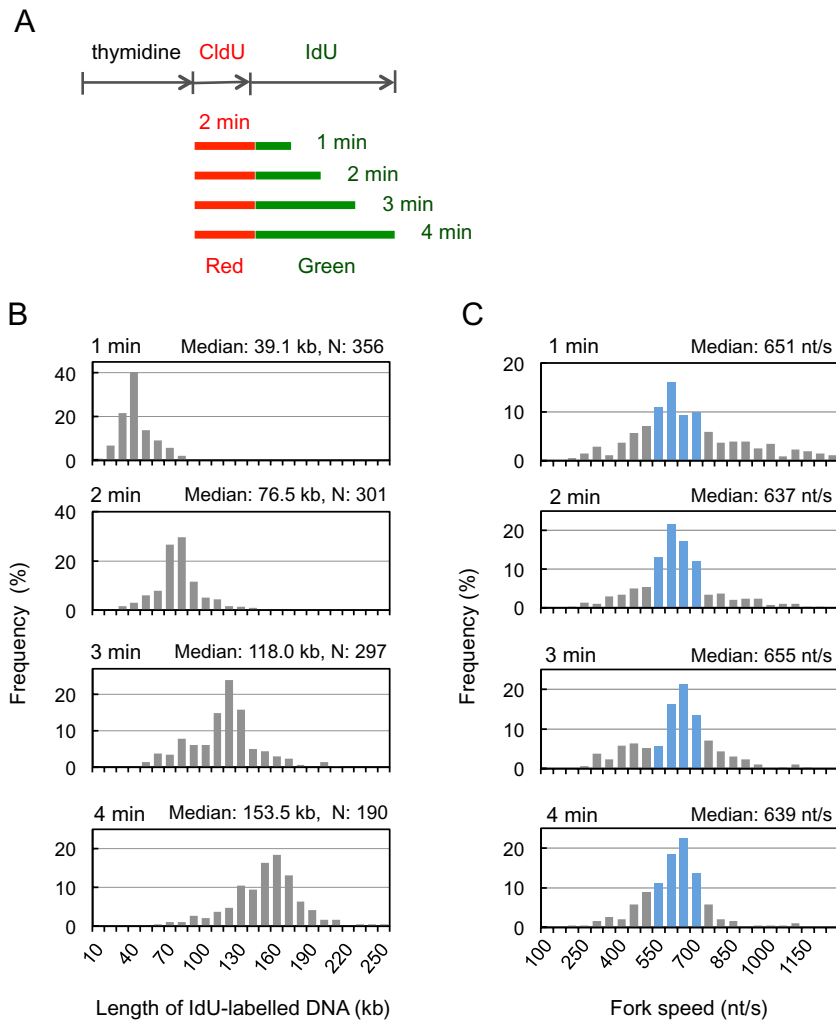 A
thymidine CldU IdU
2 min
1 min
2 min
3 min
4 min
Red Green
B
1 min Median: 39.1 kb, N: 356
40
20
0
2 min Median: 76.5 kb, N: 301
40
20
0
3 min Median: 118.0 kb, N: 297
20
10
0
4 min Median: 153.5 kb, N: 190
20
10
0
10 40 70 100 130 160 190 220 250
Frequency (%)
Length of IdU-labelled DNA (kb)
C
1 min Median: 651 nt/s
20
10
0
2 min Median: 637 nt/s
20
10
0
3 min Median: 655 nt/s
20
10
0
4 min Median: 639 nt/s
20
10
0
100 250 400 550 700 850 1000 1150
Frequency (%)
Fork speed (nt/s)